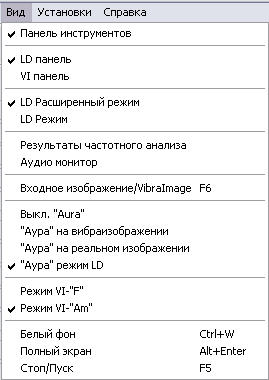 Вид Установки Справка
Панель инструментов
LD панель
VI панель
LD Расширенный режим
LD Режим
Результаты частотного анализа
Аудио монитор
Входное изображение/VibraImage F6
Выкл. "Aura"
"Аура" на вибраизображении
"Аура" на реальном изображении
"Аура" режим LD
Режим VI-"F"
Режим VI-"Am"
Белый фон Ctrl+W
Полный экран Alt+Enter
Стоп/Пуск F5